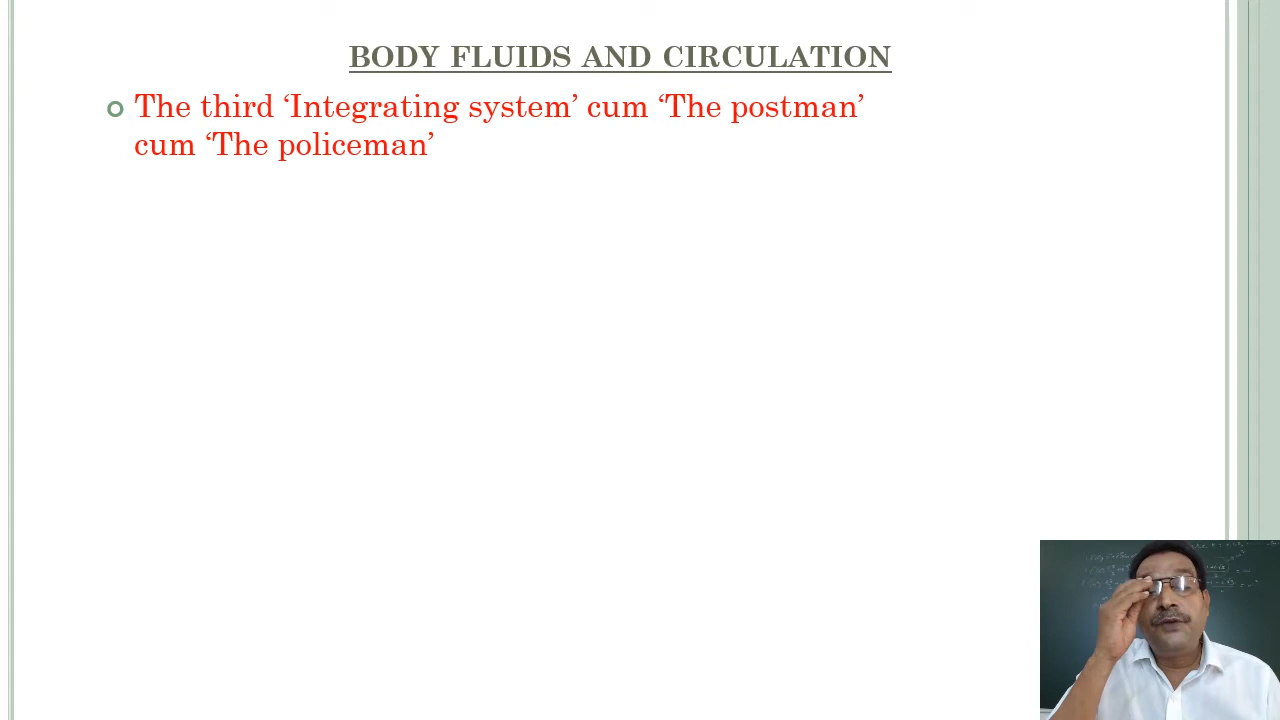 BODY FLUIDS AND CIRCULATION
The third ‘Integrating system’ cum ‘The postman’
cum ‘The policeman’